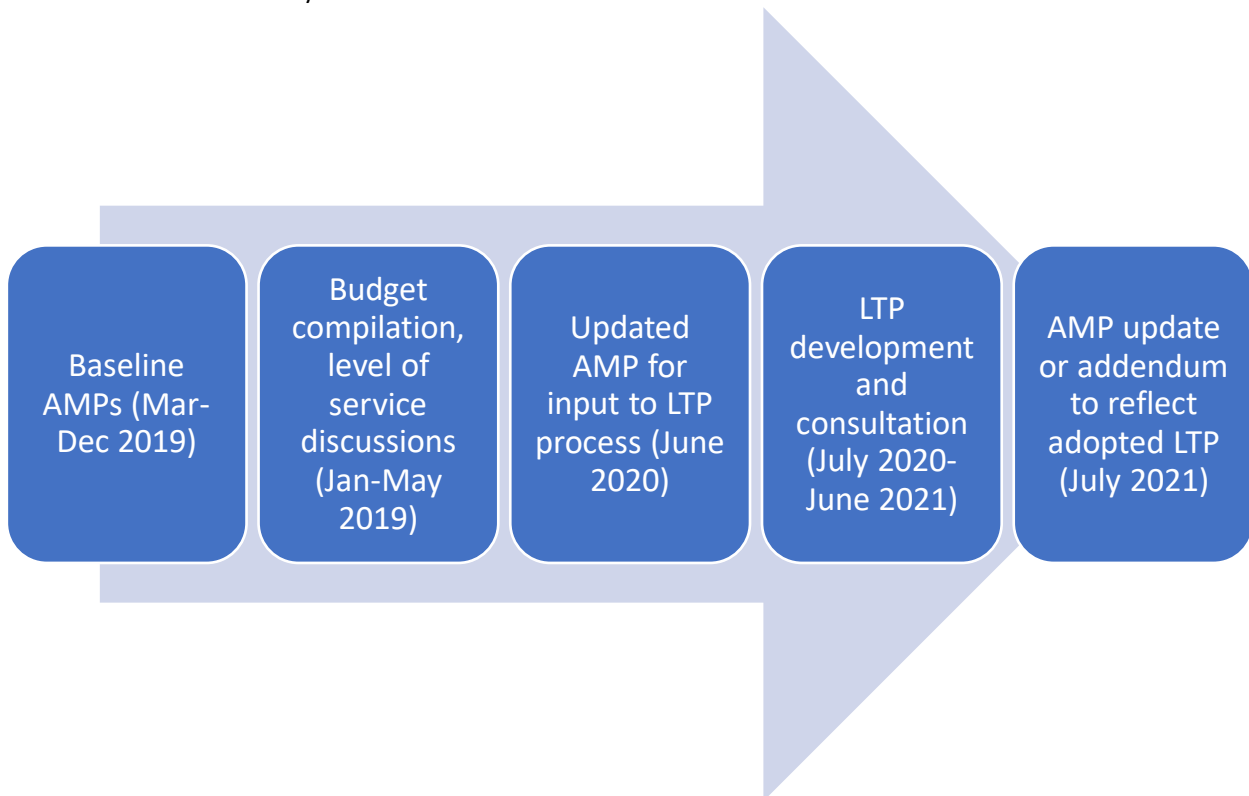 Baseline
AMPs (Mar-
Dec 2019)
Budget
compilation,
level of
service
discussions
(Jan-May
2019)
Updated
AMP for
input to LTP
process (June
2020)
LTP
development
and
consultation
(July 2020-
June 2021)
AMP update
or addendum
to reflect
adopted LTP
(July 2021)